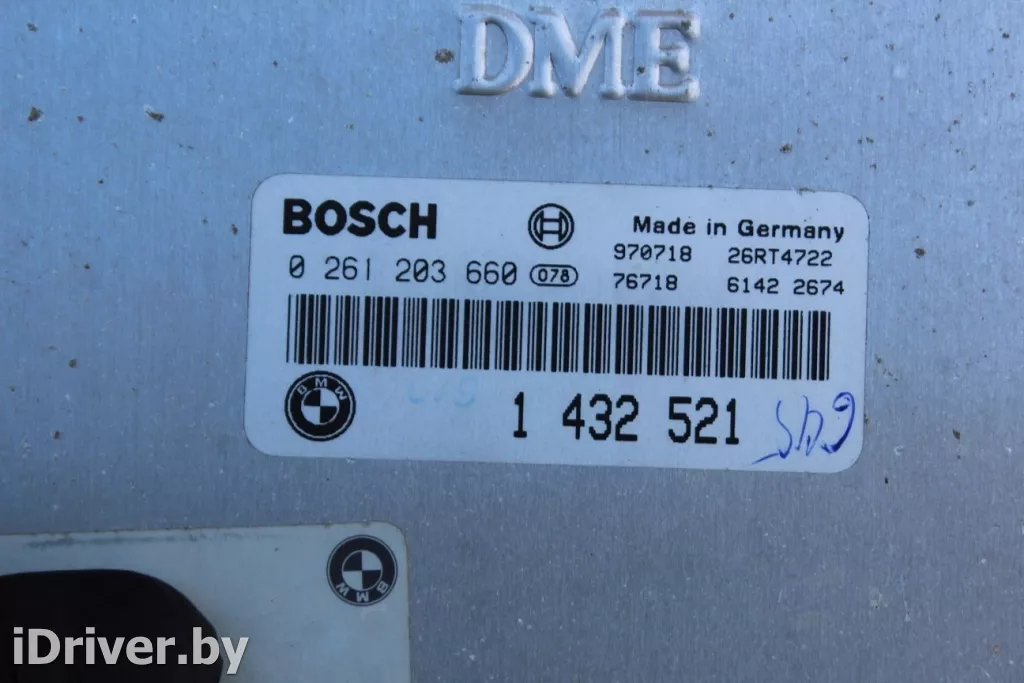 DME
BOSCH
Made in Germany
0 261 203 660 078
970718 26RT4722
76718 6142 2674
BMW
1 432 521
BMW
iDriver.by